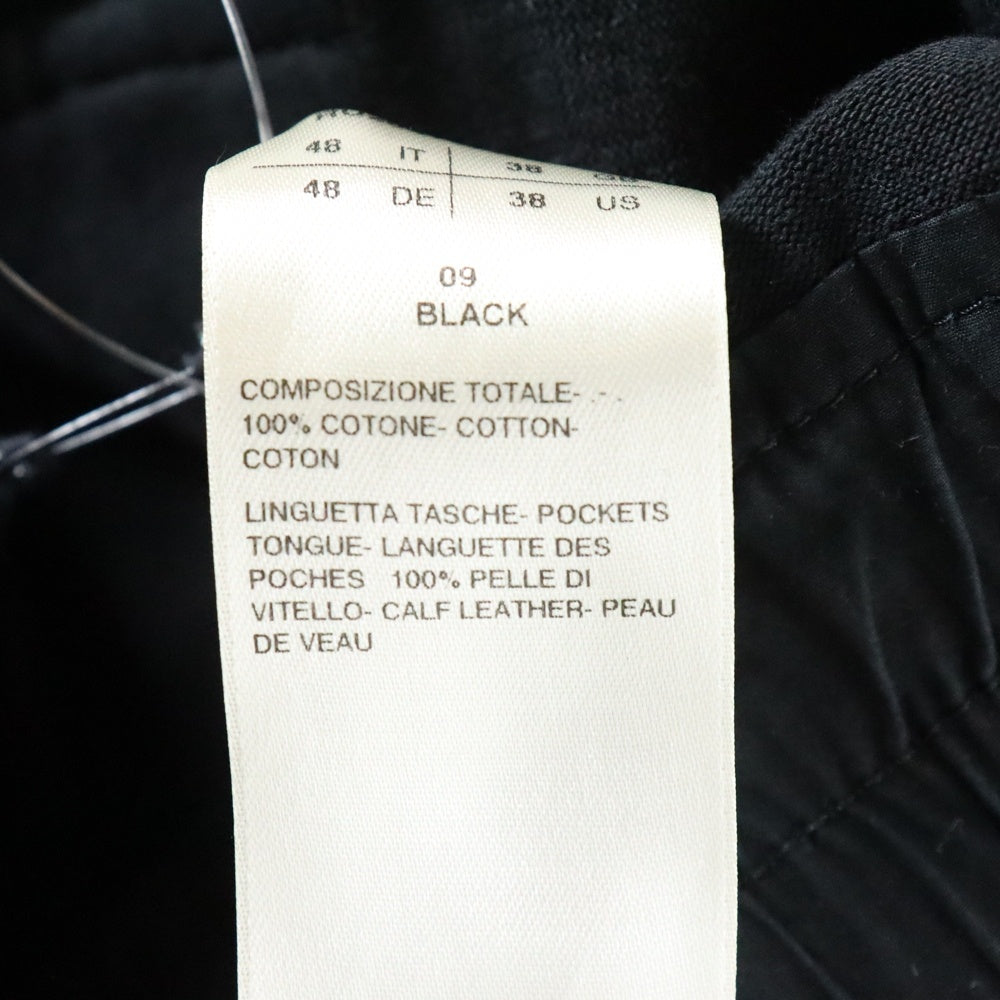 48 IT 38
48 DE 38 US
09
BLACK
COMPOSIZIONE TOTALE-
100% COTONE- COTTON-
COTON
LINGUETTA TASCHE- POCKETS
TONGUE- LANGUETTE DES
POCHES 100% PELLE DI
VITELLO- CALF LEATHER- PEAU
DE VEAU